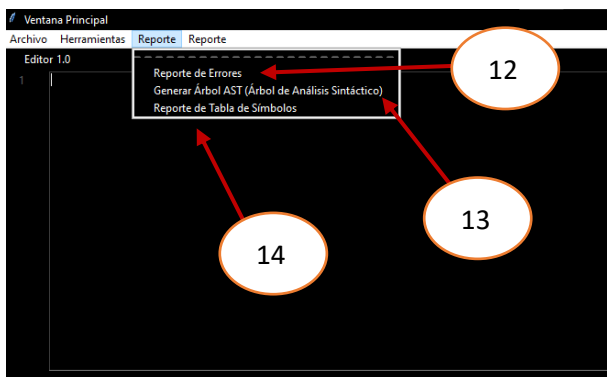 Ventana Principal
Archivo Herramientas Reporte Reporte
Editor 1.0
1
Reporte de Errores
Generar Árbol AST (Árbol de Análisis Sintáctico)
Reporte de Tabla de Símbolos
12
13
14